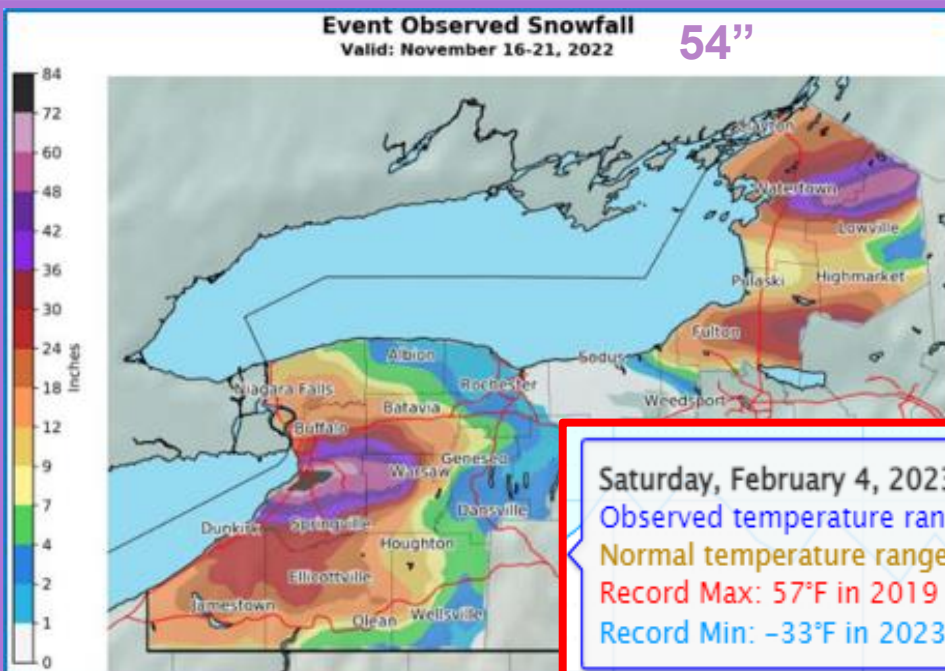 Event Observed Snowfall
Valid: November 16-21, 2022
54”
84
72
60
48
42
36
30
24
18
12
9
7
4
2
1
0
Inches
Clayton
Watertown
Lowville
Pulaski
Highmarket
Fulton
Albion
Sodus
Niagara Falls
Rochester
Batavia
Weedsport
Buffalo
Warsaw
Geneseo
Dansville
Dunkirk
Springville
Houghton
Ellicottville
Jamestown
Olean
Wellsville
Saturday, February 4, 2023
Observed temperature ran
Normal temperature range
Record Max: 57°F in 2019
Record Min: -33°F in 2023